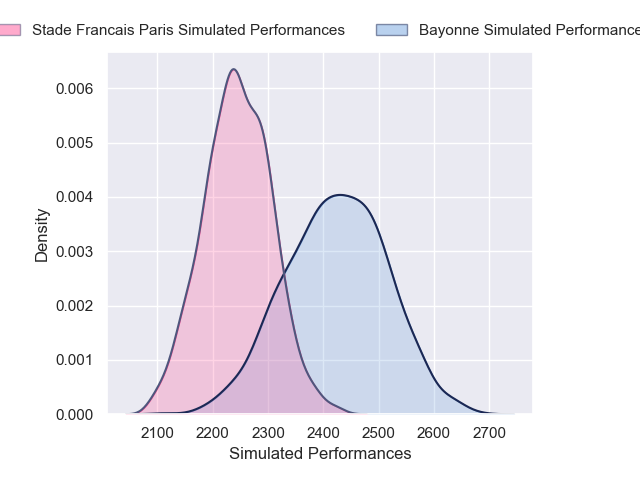 Stade Francais Paris Simulated Performances
Bayonne Simulated Performance
0.006
0.005
0.004
0.003
0.002
0.001
0.000
Density
2100 2200 2300 2400 2500 2600 2700
Simulated Performances